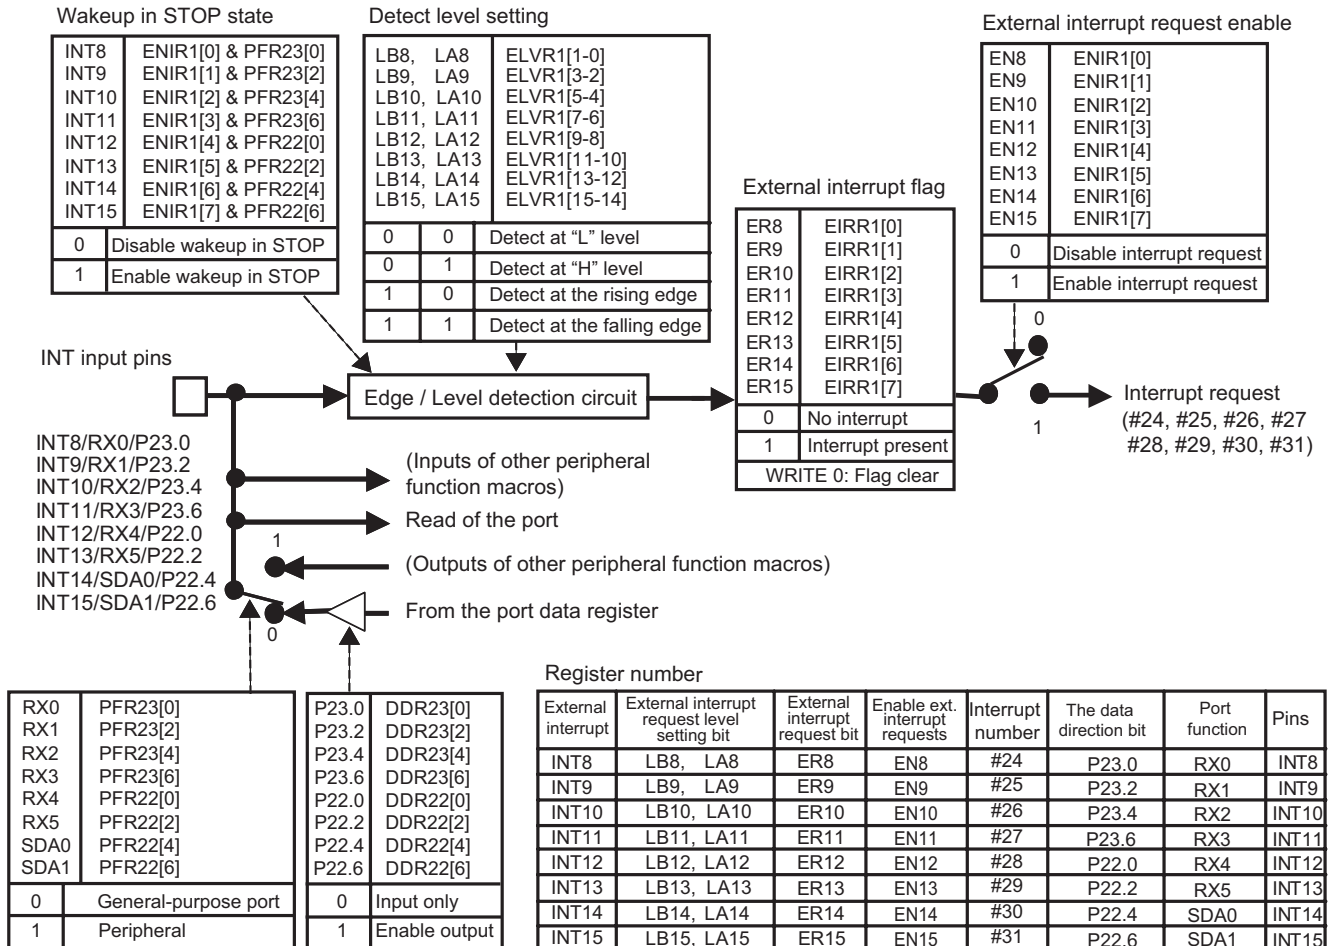 Wakeup in STOP state
INT8 ENIR1[0] & PFR23[0]
INT9 ENIR1[1] & PFR23[2]
INT10 ENIR1[2] & PFR23[4]
INT11 ENIR1[3] & PFR23[6]
INT12 ENIR1[4] & PFR22[0]
INT13 ENIR1[5] & PFR22[2]
INT14 ENIR1[6] & PFR22[4]
INT15 ENIR1[7] & PFR22[6]
0 Disable wakeup in STOP
1 Enable wakeup in STOP
Detect level setting
LB8, LA8 ELVR1[1-0]
LB9, LA9 ELVR1[3-2]
LB10, LA10 ELVR1[5-4]
LB11, LA11 ELVR1[7-6]
LB12, LA12 ELVR1[9-8]
LB13, LA13 ELVR1[11-10]
LB14, LA14 ELVR1[13-12]
LB15, LA15 ELVR1[15-14]
0 0 Detect at “L” level
0 1 Detect at “H” level
1 0 Detect at the rising edge
1 1 Detect at the falling edge
External interrupt request enable
EN8 ENIR1[0]
EN9 ENIR1[1]
EN10 ENIR1[2]
EN11 ENIR1[3]
EN12 ENIR1[4]
EN13 ENIR1[5]
EN14 ENIR1[6]
EN15 ENIR1[7]
0 Disable interrupt request
1 Enable interrupt request
External interrupt flag
ER8 EIRR1[0]
ER9 EIRR1[1]
ER10 EIRR1[2]
ER11 EIRR1[3]
ER12 EIRR1[4]
ER13 EIRR1[5]
ER14 EIRR1[6]
ER15 EIRR1[7]
0 No interrupt
1 Interrupt present
WRITE 0: Flag clear
0
1
Interrupt request
(#24, #25, #26, #27
#28, #29, #30, #31)
INT input pins
Edge / Level detection circuit
INT8/RX0/P23.0
INT9/RX1/P23.2
INT10/RX2/P23.4
INT11/RX3/P23.6
INT12/RX4/P22.0
INT13/RX5/P22.2
INT14/SDA0/P22.4
INT15/SDA1/P22.6
(Inputs of other peripheral
function macros)
Read of the port
1
(Outputs of other peripheral function macros)
From the port data register
0
RX0 PFR23[0]
RX1 PFR23[2]
RX2 PFR23[4]
RX3 PFR23[6]
RX4 PFR22[0]
RX5 PFR22[2]
SDA0 PFR22[4]
SDA1 PFR22[6]
0 General-purpose port
1 Peripheral
P23.0 DDR23[0]
P23.2 DDR23[2]
P23.4 DDR23[4]
P23.6 DDR23[6]
P22.0 DDR22[0]
P22.2 DDR22[2]
P22.4 DDR22[4]
P22.6 DDR22[6]
0 Input only
1 Enable output
Register number
External interrupt | External interrupt request level setting bit | External interrupt request bit | Enable ext. interrupt requests | Interrupt number | The data direction bit | Port function | Pins
INT8 LB8, LA8 ER8 EN8 #24 P23.0 RX0 INT8
INT9 LB9, LA9 ER9 EN9 #25 P23.2 RX1 INT9
INT10 LB10, LA10 ER10 EN10 #26 P23.4 RX2 INT10
INT11 LB11, LA11 ER11 EN11 #27 P23.6 RX3 INT11
INT12 LB12, LA12 ER12 EN12 #28 P22.0 RX4 INT12
INT13 LB13, LA13 ER13 EN13 #29 P22.2 RX5 INT13
INT14 LB14, LA14 ER14 EN14 #30 P22.4 SDA0 INT14
INT15 LB15, LA15 ER15 EN15 #31 P22.6 SDA1 INT15